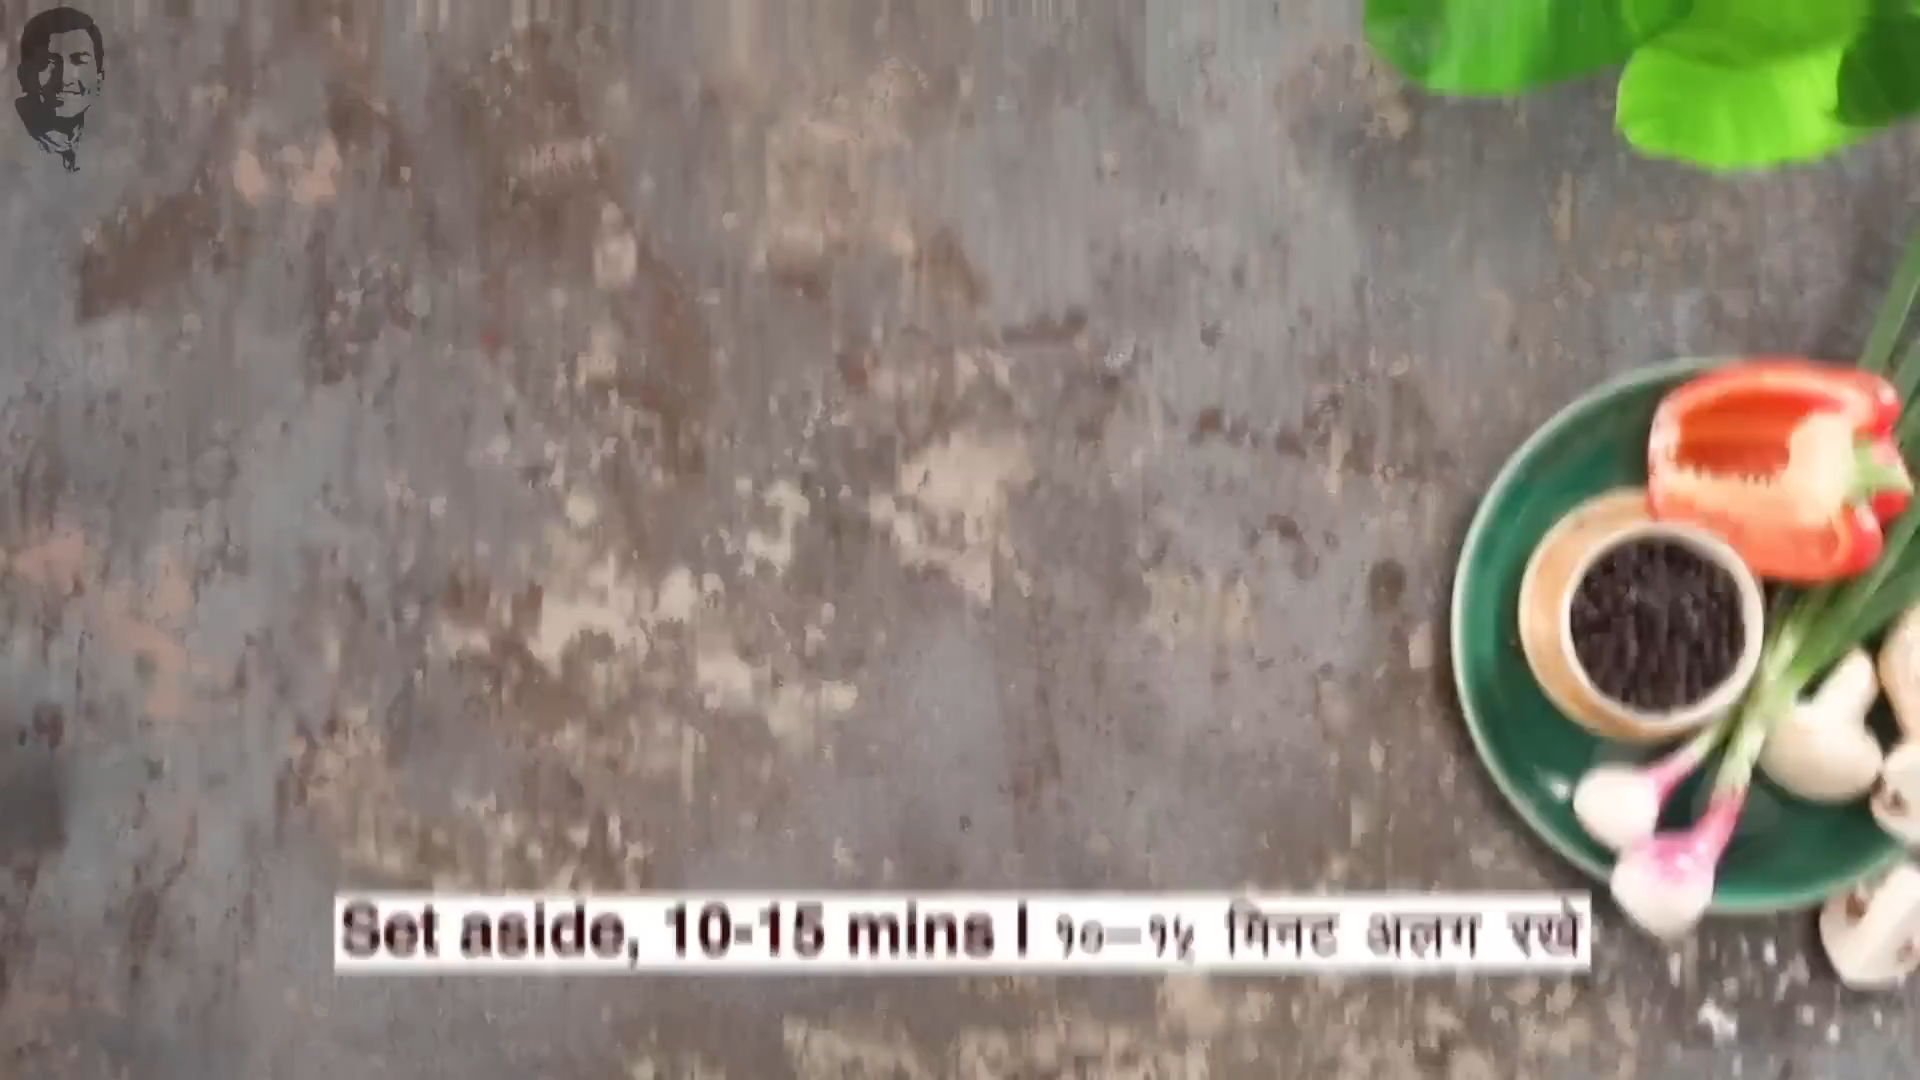 Set aside, 10-15 mins | १०–१५ मिनट अलग रखे